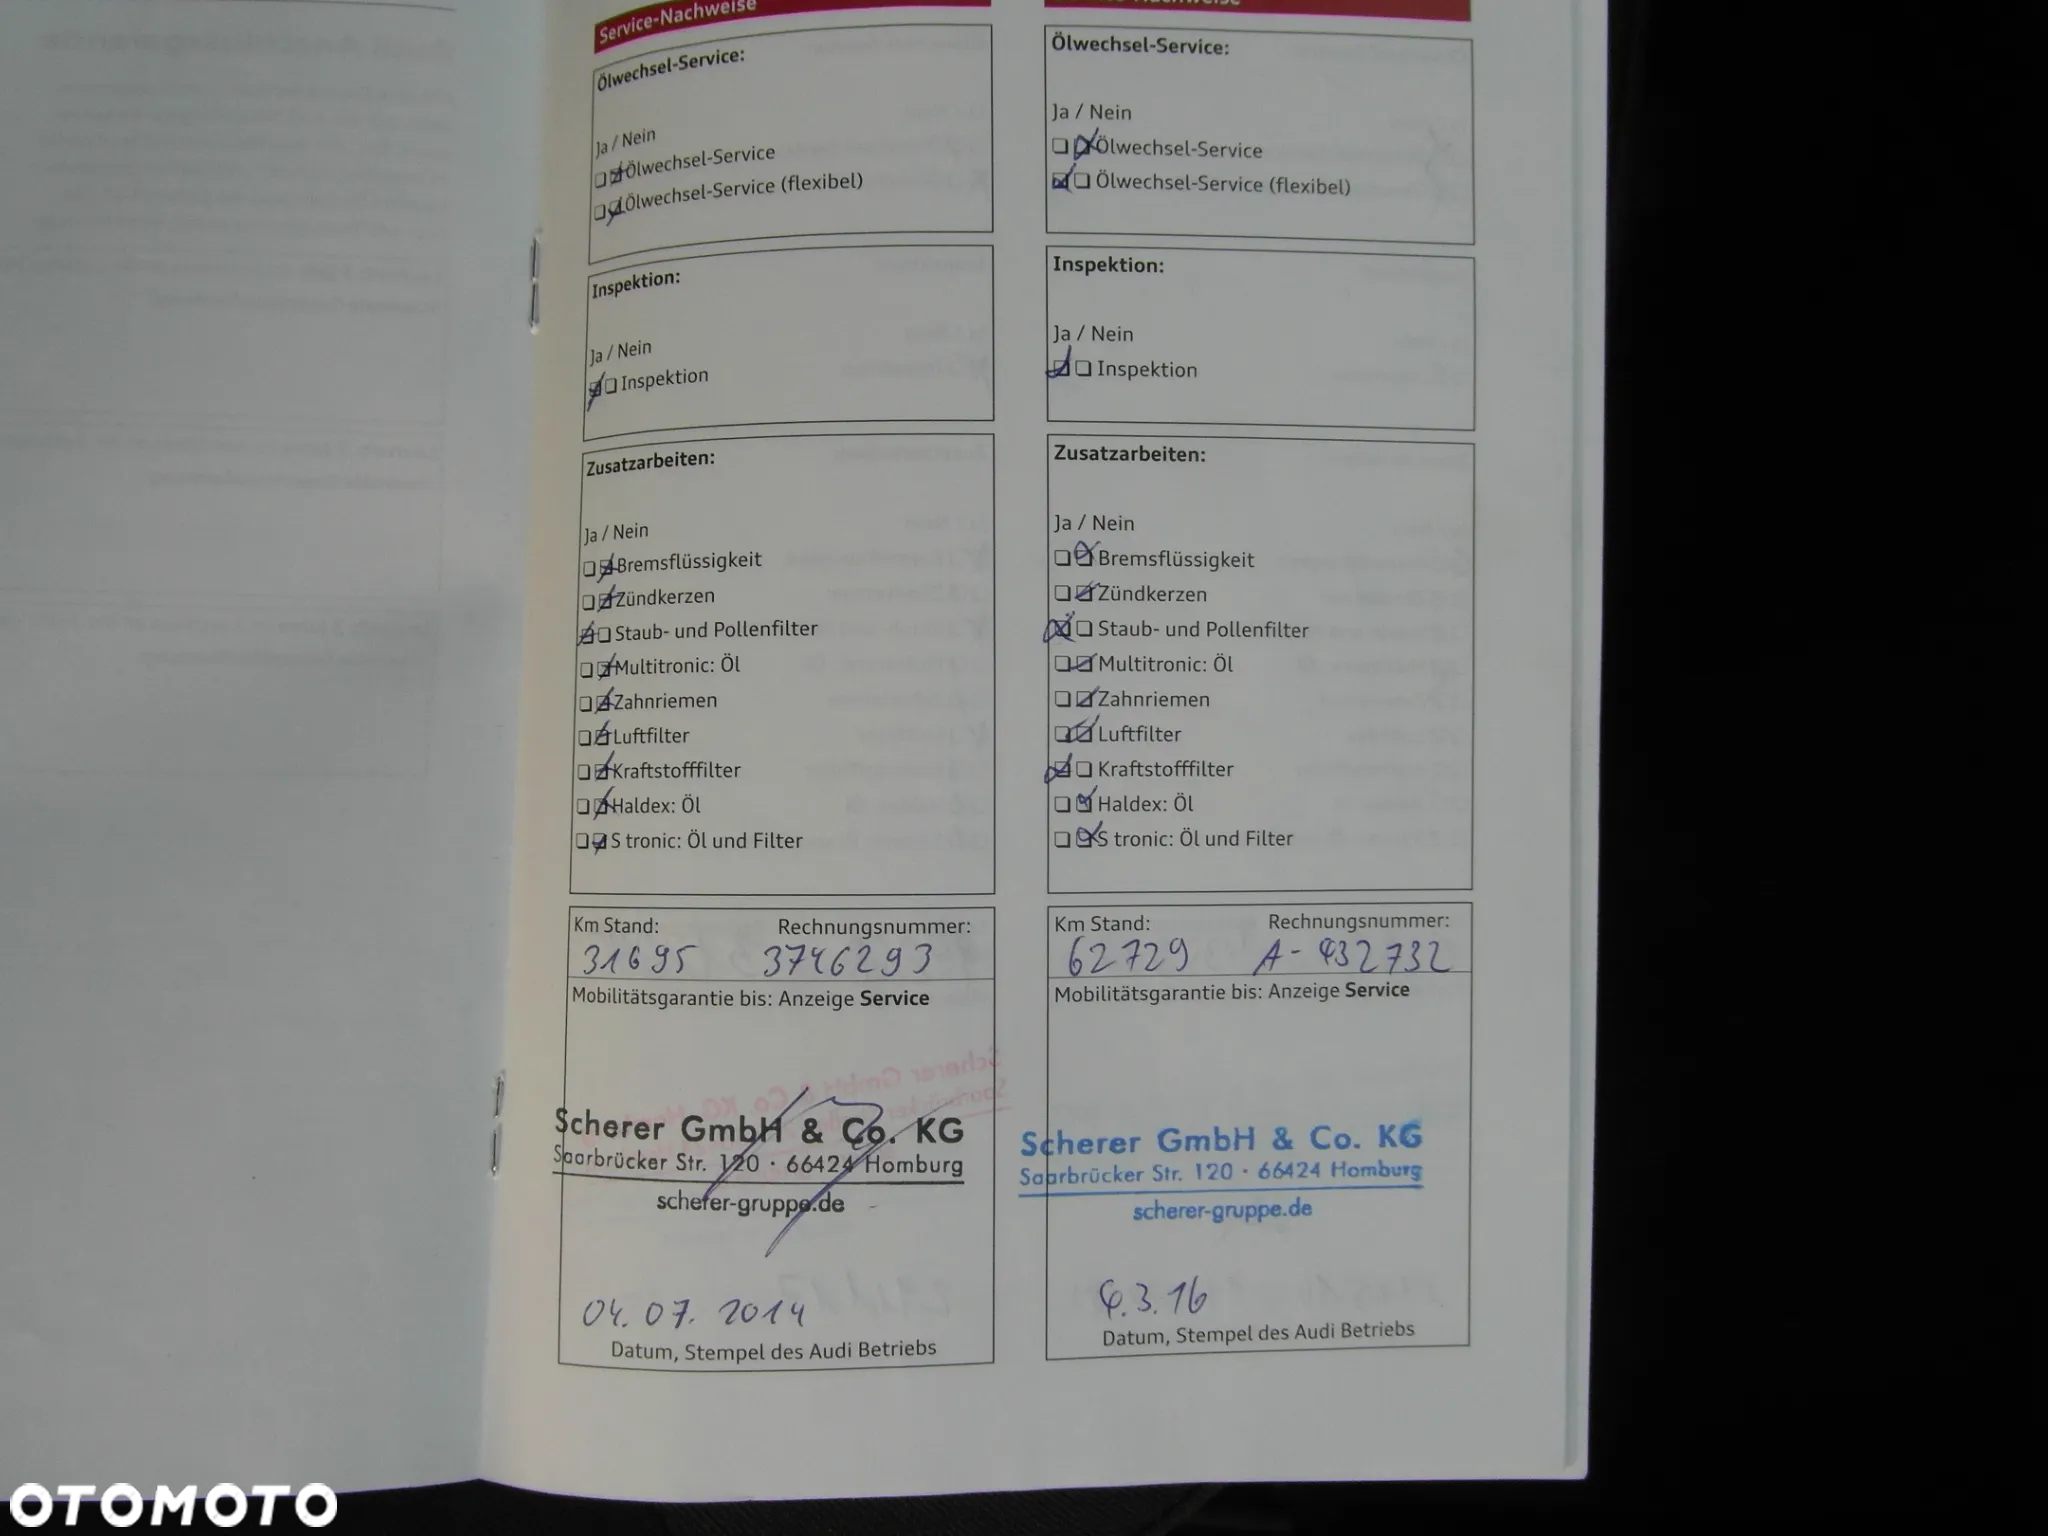 Service-Nachweise
Ölwechsel-Service:
Ja / Nein
Ölwechsel-Service
Ölwechsel-Service (flexibel)
Inspektion:
Ja / Nein
Inspektion
Zusatzarbeiten:
Ja / Nein
Bremsflüssigkeit
Zündkerzen
Staub- und Pollenfilter
Multitronic: Öl
Zahnriemen
Luftfilter
Kraftstofffilter
Haldex: Öl
S tronic: Öl und Filter
Km Stand: Rechnungsnummer:
31695 3746293
Mobilitätsgarantie bis: Anzeige Service
Scherer GmbH & Co. KG
Saarbrücker Str. 120 · 66424 Homburg
scherer-gruppe.de
04.07.2014
Datum, Stempel des Audi Betriebs
Ölwechsel-Service:
Ja / Nein
Ölwechsel-Service
Ölwechsel-Service (flexibel)
Inspektion:
Ja / Nein
Inspektion
Zusatzarbeiten:
Ja / Nein
Bremsflüssigkeit
Zündkerzen
Staub- und Pollenfilter
Multitronic: Öl
Zahnriemen
Luftfilter
Kraftstofffilter
Haldex: Öl
S tronic: Öl und Filter
Km Stand: Rechnungsnummer:
62729
Mobilitätsgarantie bis: Anzeige Service
Scherer GmbH & Co. KG
Saarbrücker Str. 120 · 66424 Homburg
scherer-gruppe.de
4.3.16
Datum, Stempel des Audi Betriebs
OTOMOTO